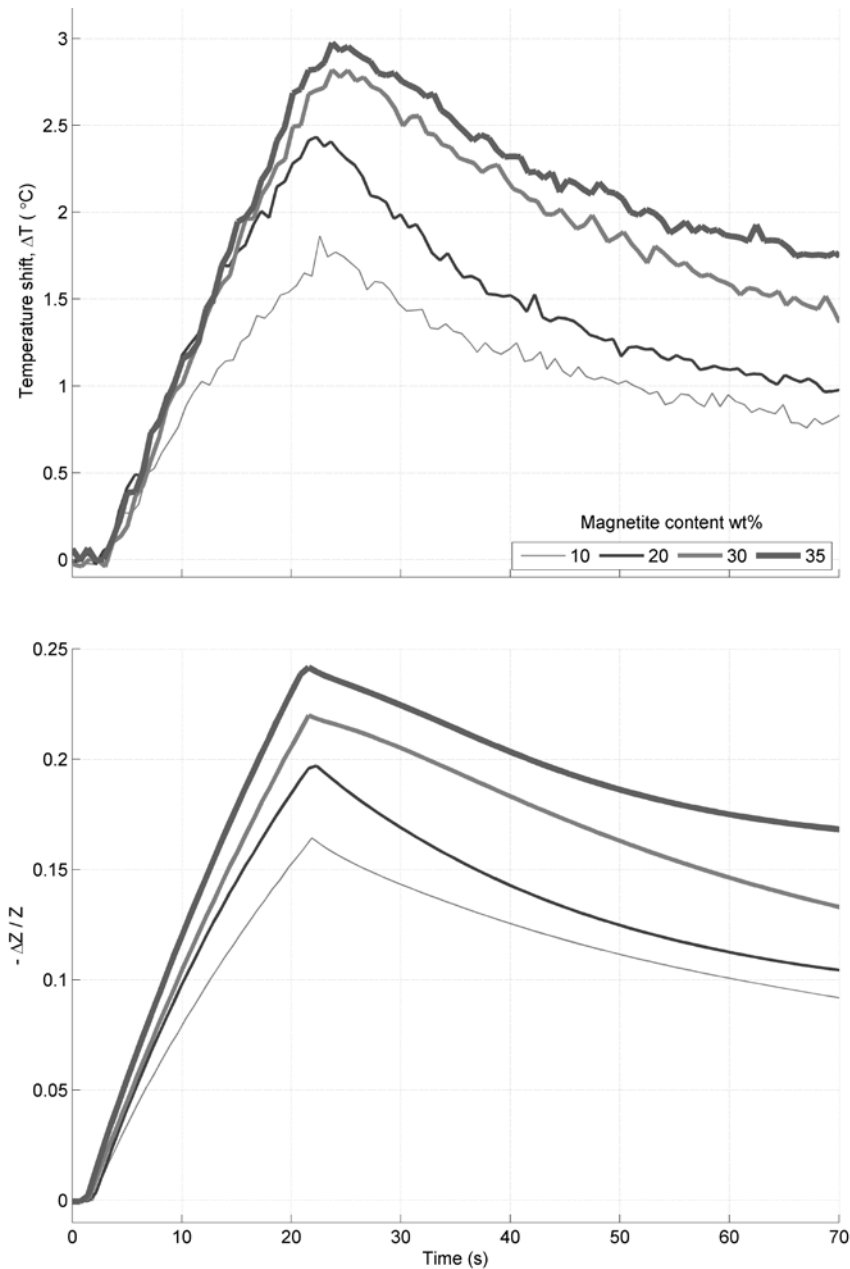 3
2.5
2
1.5
1
0.5
0
Temperature shift, ΔT ( °C)
Magnetite content wt%
10 20 30 35
0.25
0.2
0.15
0.1
0.05
0
- ΔZ / Z
0 10 20 30 40 50 60 70
Time (s)